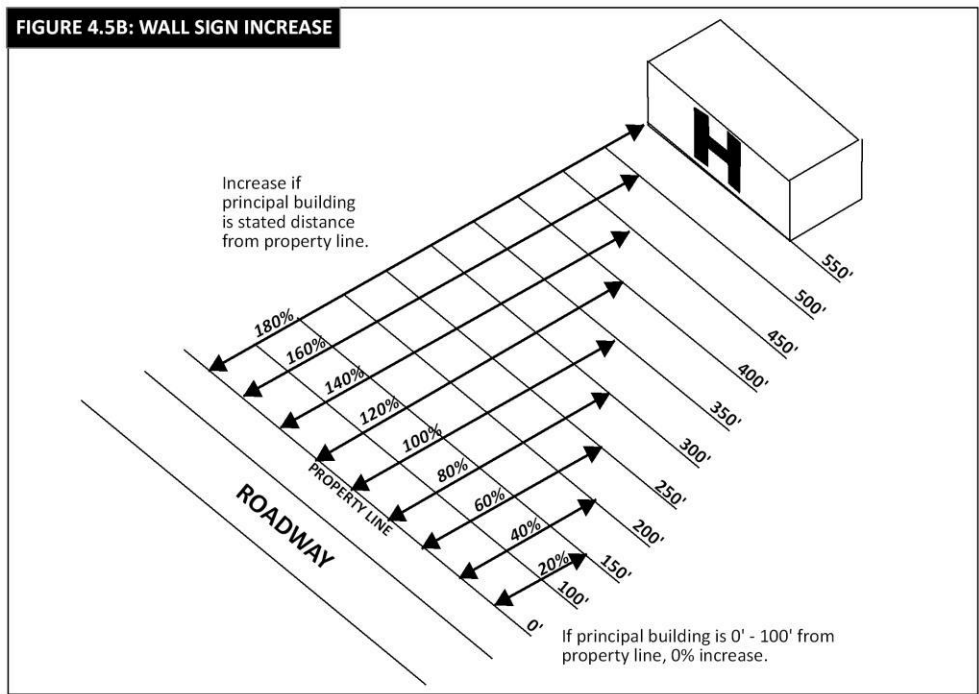 FIGURE 4.5B: WALL SIGN INCREASE
H
Increase if
principal building
is stated distance
from property line.
180%
160%
140%
120%
100%
80%
60%
40%
20%
550'
500'
450'
400'
350'
300'
250'
200'
150'
100'
0'
PROPERTY LINE
ROADWAY
If principal building is 0' - 100' from
property line, 0% increase.